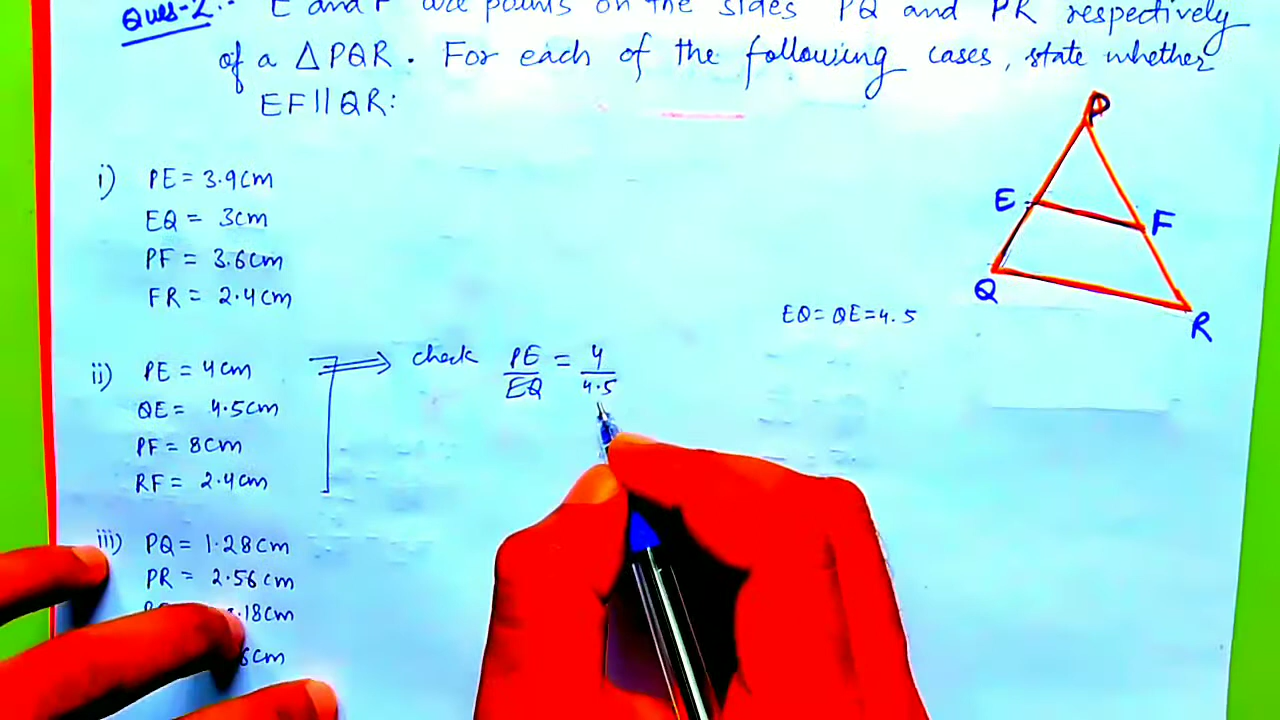 Ques-2:- E and F are points on the sides PQ and PR respectively
of a △PQR. For each of the following cases, state whether
EF||QR:
P
E
F
Q
R
i) PE = 3.9cm
EQ = 3cm
PF = 3.6cm
FR = 2.4cm
EQ = QE = 4.5
ii) PE = 4cm
QE = 4.5cm
PF = 8cm
RF = 2.4cm
check PE/EQ = 4/4.5
iii) PQ = 1.28cm
PR = 2.56cm
.18cm
6cm